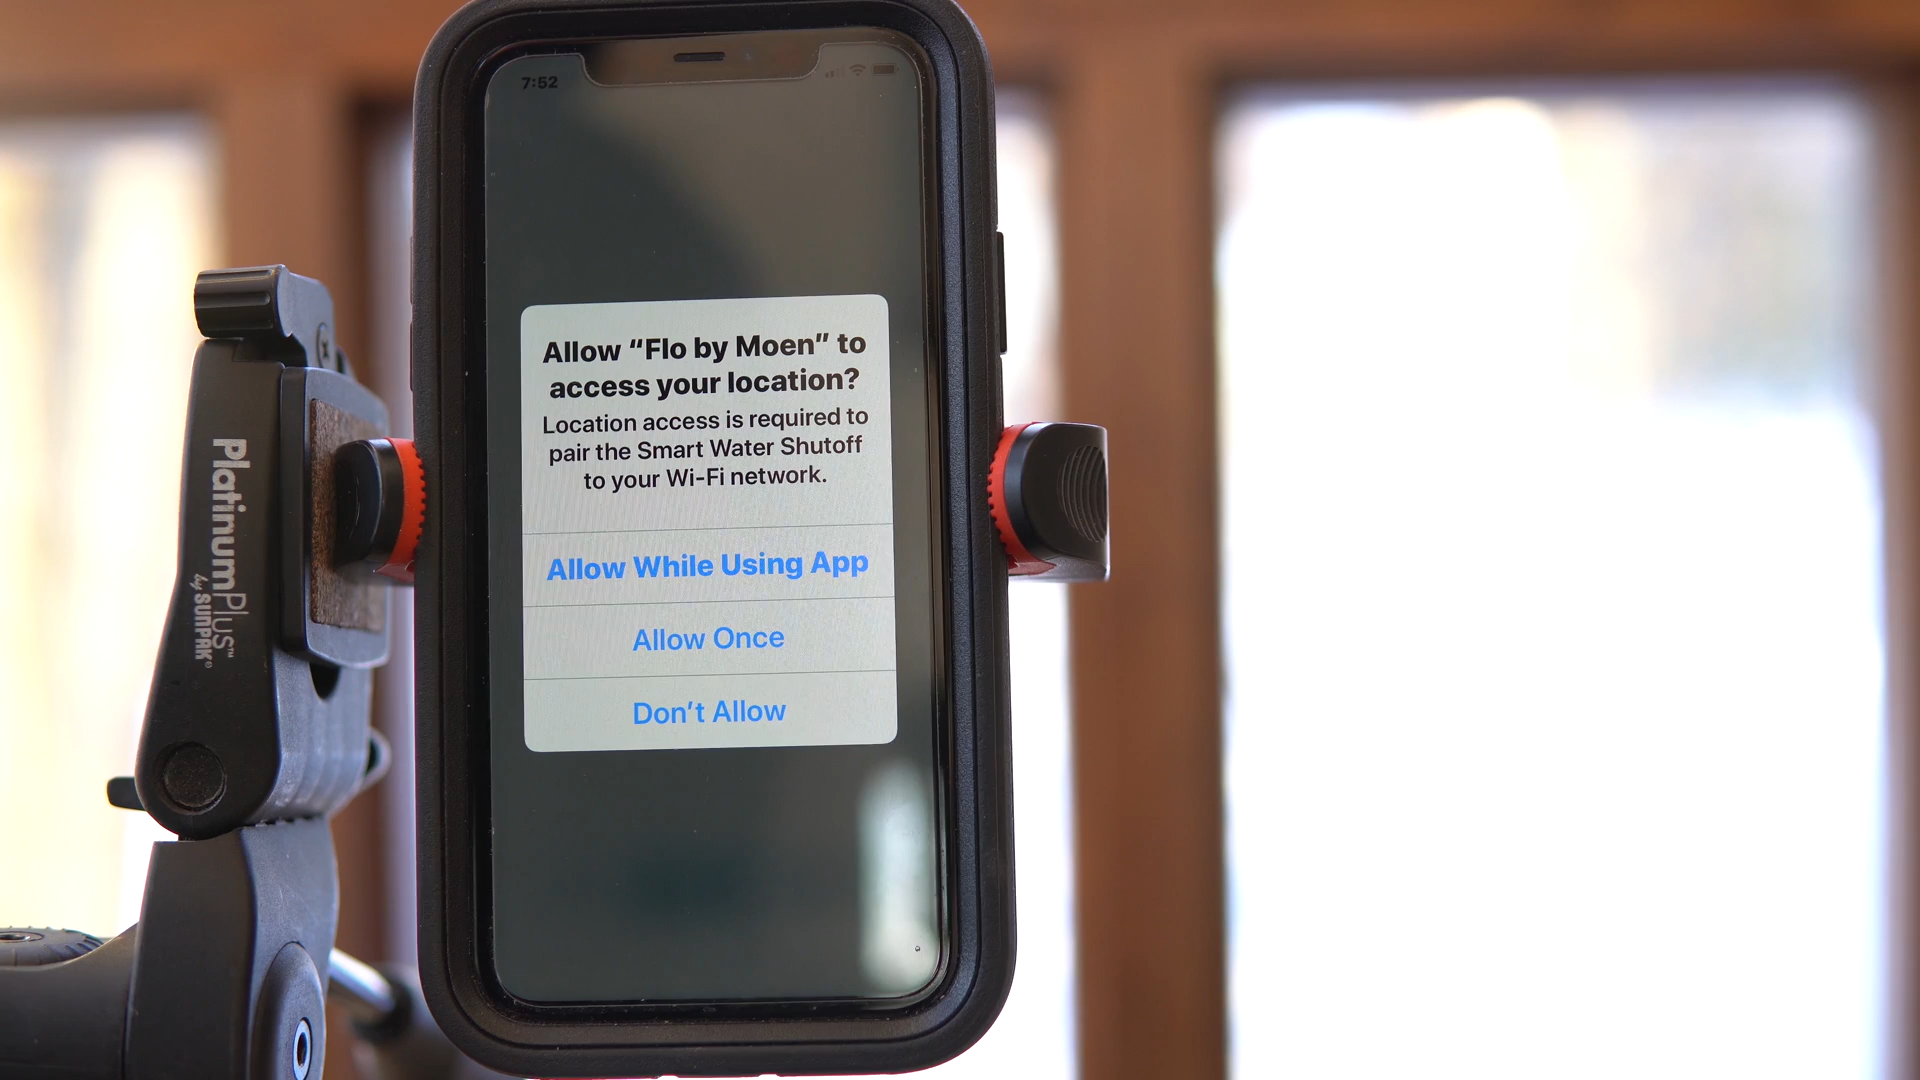 7:52
Allow “Flo by Moen” to
access your location?
Location access is required to
pair the Smart Water Shutoff
to your Wi-Fi network.
Allow While Using App
Allow Once
Don’t Allow
PlatinumPlus™
by SUNPAK®